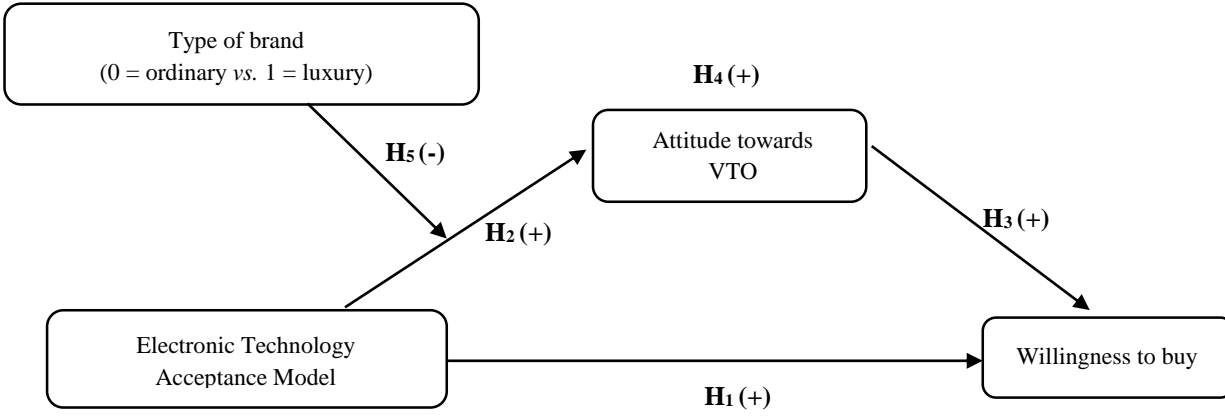 Type of brand
(0 = ordinary vs. 1 = luxury)
H4 (+)
Attitude towards
VTO
H5 (-)
H2 (+)
H3 (+)
Electronic Technology
Acceptance Model
Willingness to buy
H1 (+)